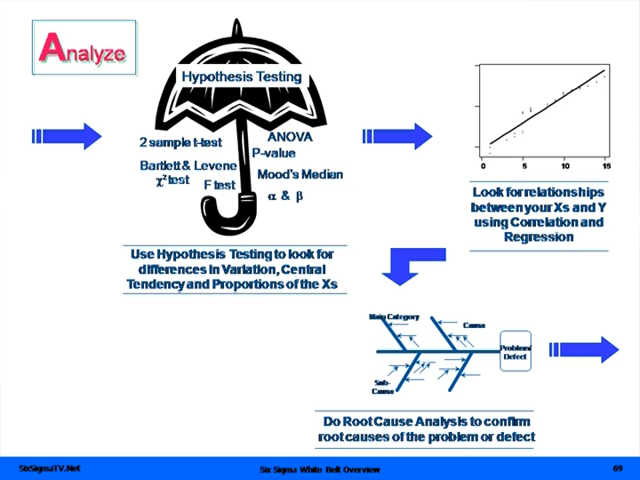 Analyze
Hypothesis Testing
2 sample t-test
ANOVA
P-value
Bartlett & Levene
χ² test
F test
Mood's Median
α & β
Use Hypothesis Testing to look for
differences in Variation, Central
Tendency and Proportions of the Xs
0 5 10 15
Look for relationships
between your Xs and Y
using Correlation and
Regression
Main Category
Cause
Problem/
Defect
Sub-
Cause
Do Root Cause Analysis to confirm
root causes of the problem or defect
SixSigmaTV.Net
Six Sigma White Belt Overview
69